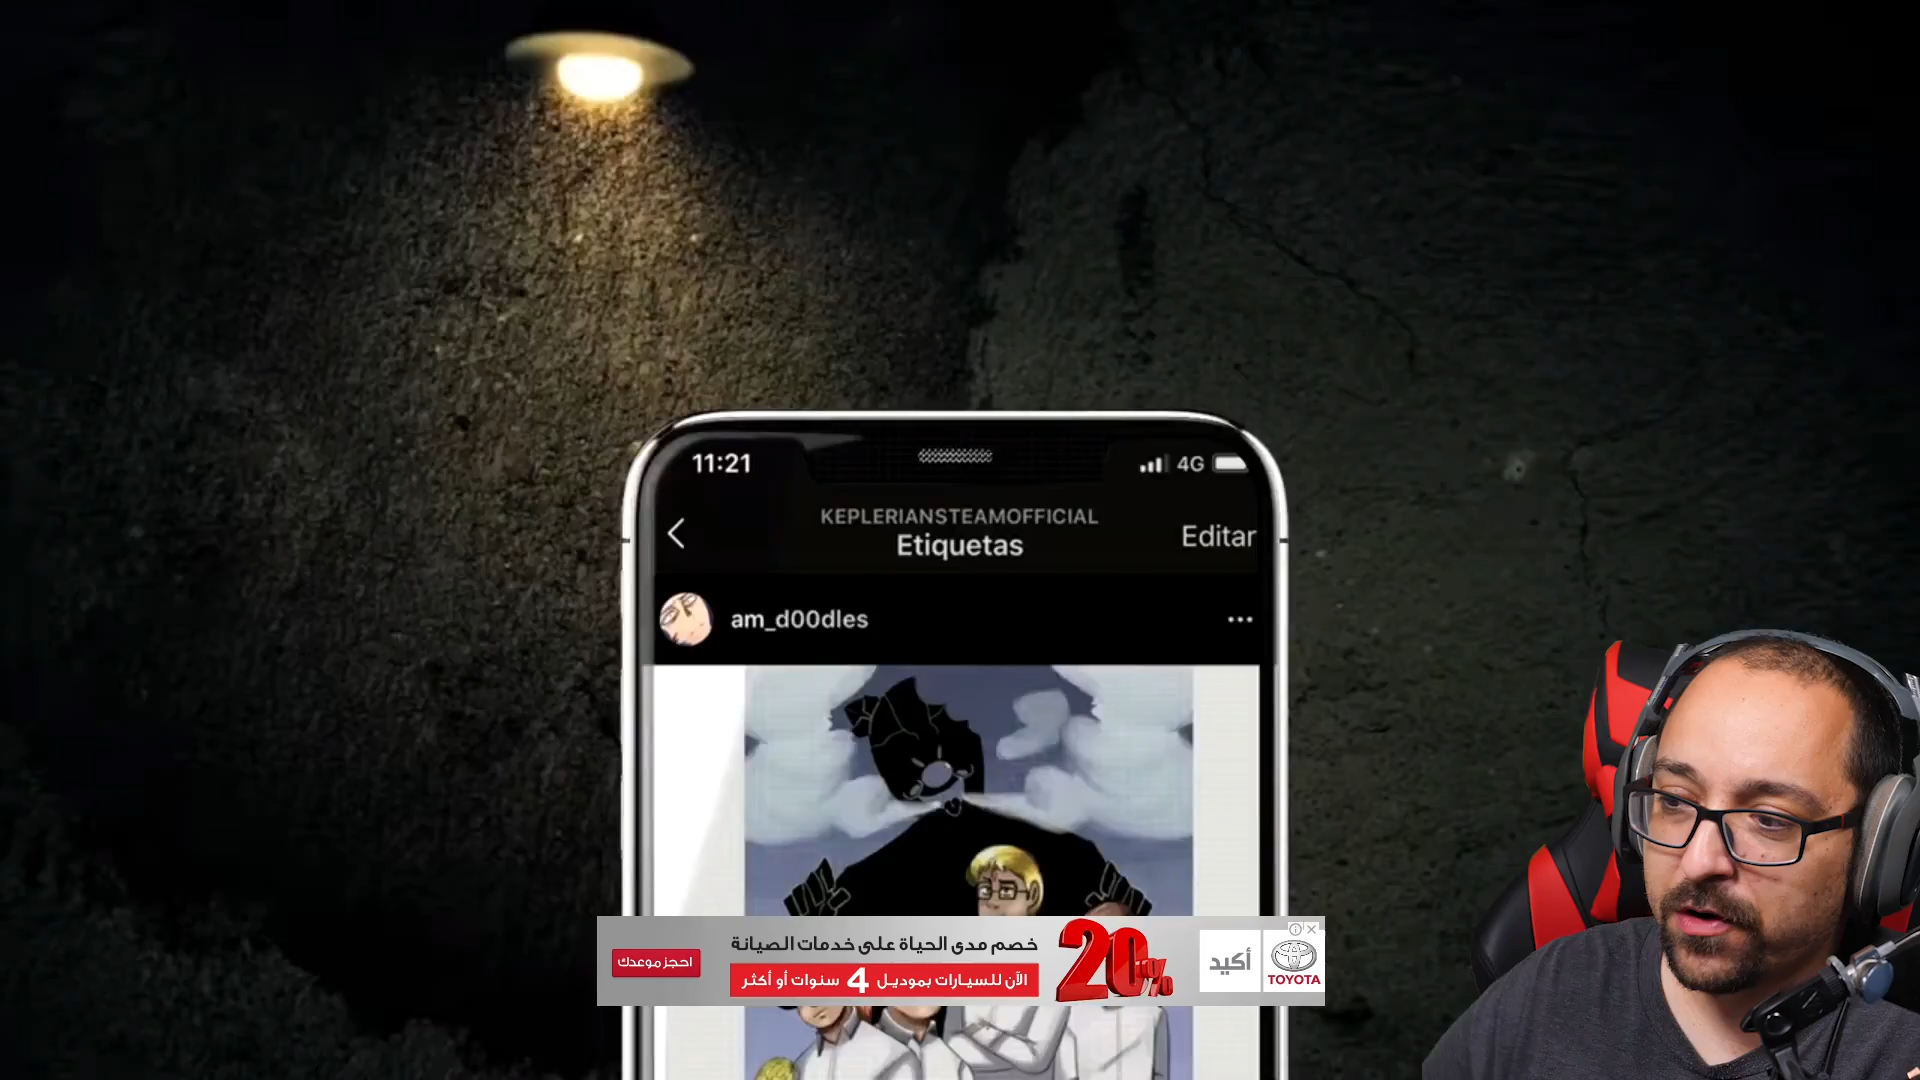 11:21
4G
KEPLERIANSTEAMOFFICIAL
Etiquetas
Editar
am_d00dles
خصم مدى الحياة على خدمات الصيانة
الآن للسيارات بموديل 4 سنوات أو أكثر
احجز موعدك
20%
أكيد
TOYOTA